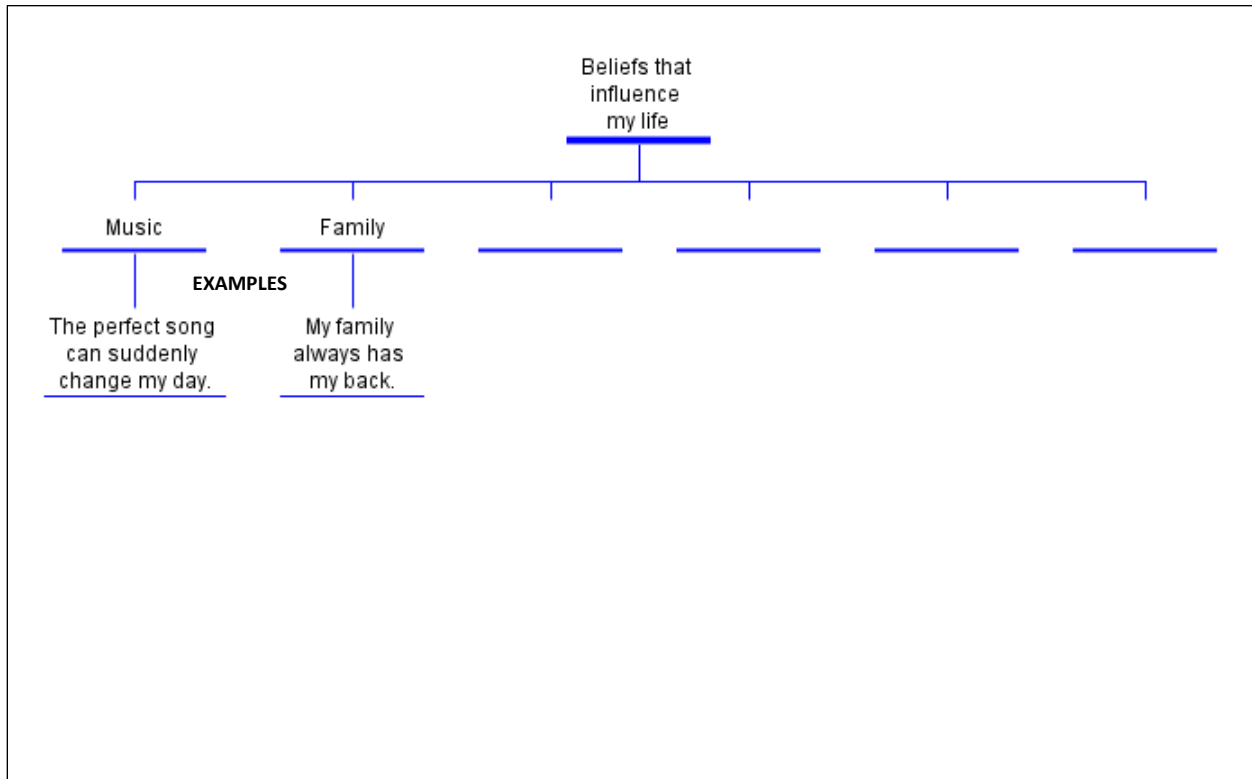 Beliefs that
influence
my life
Music
Family
EXAMPLES
The perfect song
can suddenly
change my day.
My family
always has
my back.